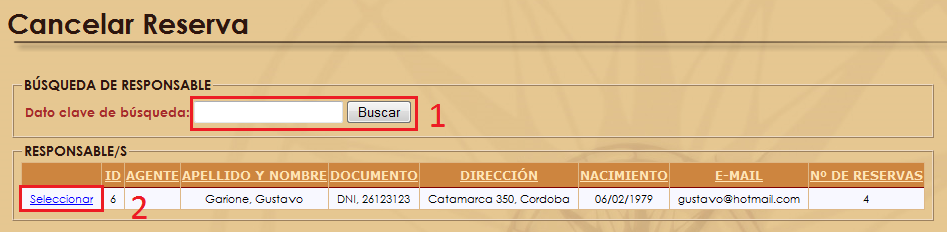 Cancelar Reserva
BÚSQUEDA DE RESPONSABLE
Dato clave de búsqueda: Buscar 1
RESPONSABLE/S
ID AGENTE APELLIDO Y NOMBRE DOCUMENTO DIRECCIÓN NACIMIENTO E-MAIL Nº DE RESERVAS
Seleccionar 2 6 Garione, Gustavo DNI, 26123123 Catamarca 350, Cordoba 06/02/1979 gustavo@hotmail.com 4